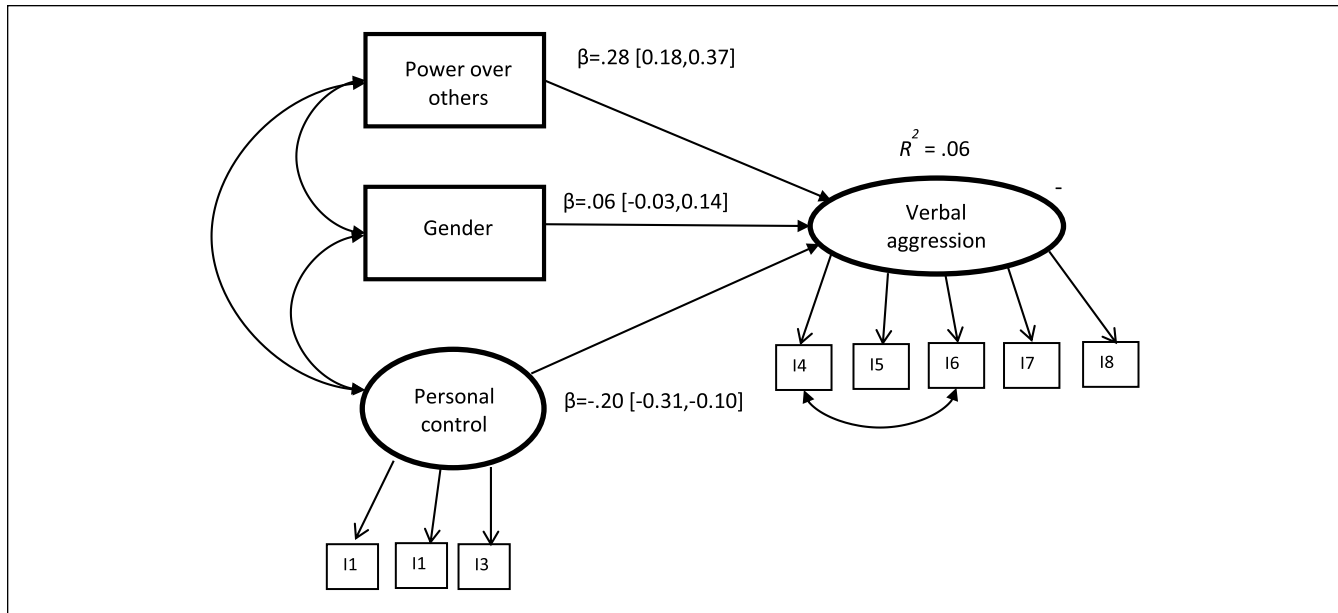 Power over
others
β=.28 [0.18,0.37]
R² = .06
-
Gender
β=.06 [-0.03,0.14]
Verbal
aggression
Personal
control
β=-.20 [-0.31,-0.10]
I4
I5
I6
I7
I8
I1
I1
I3